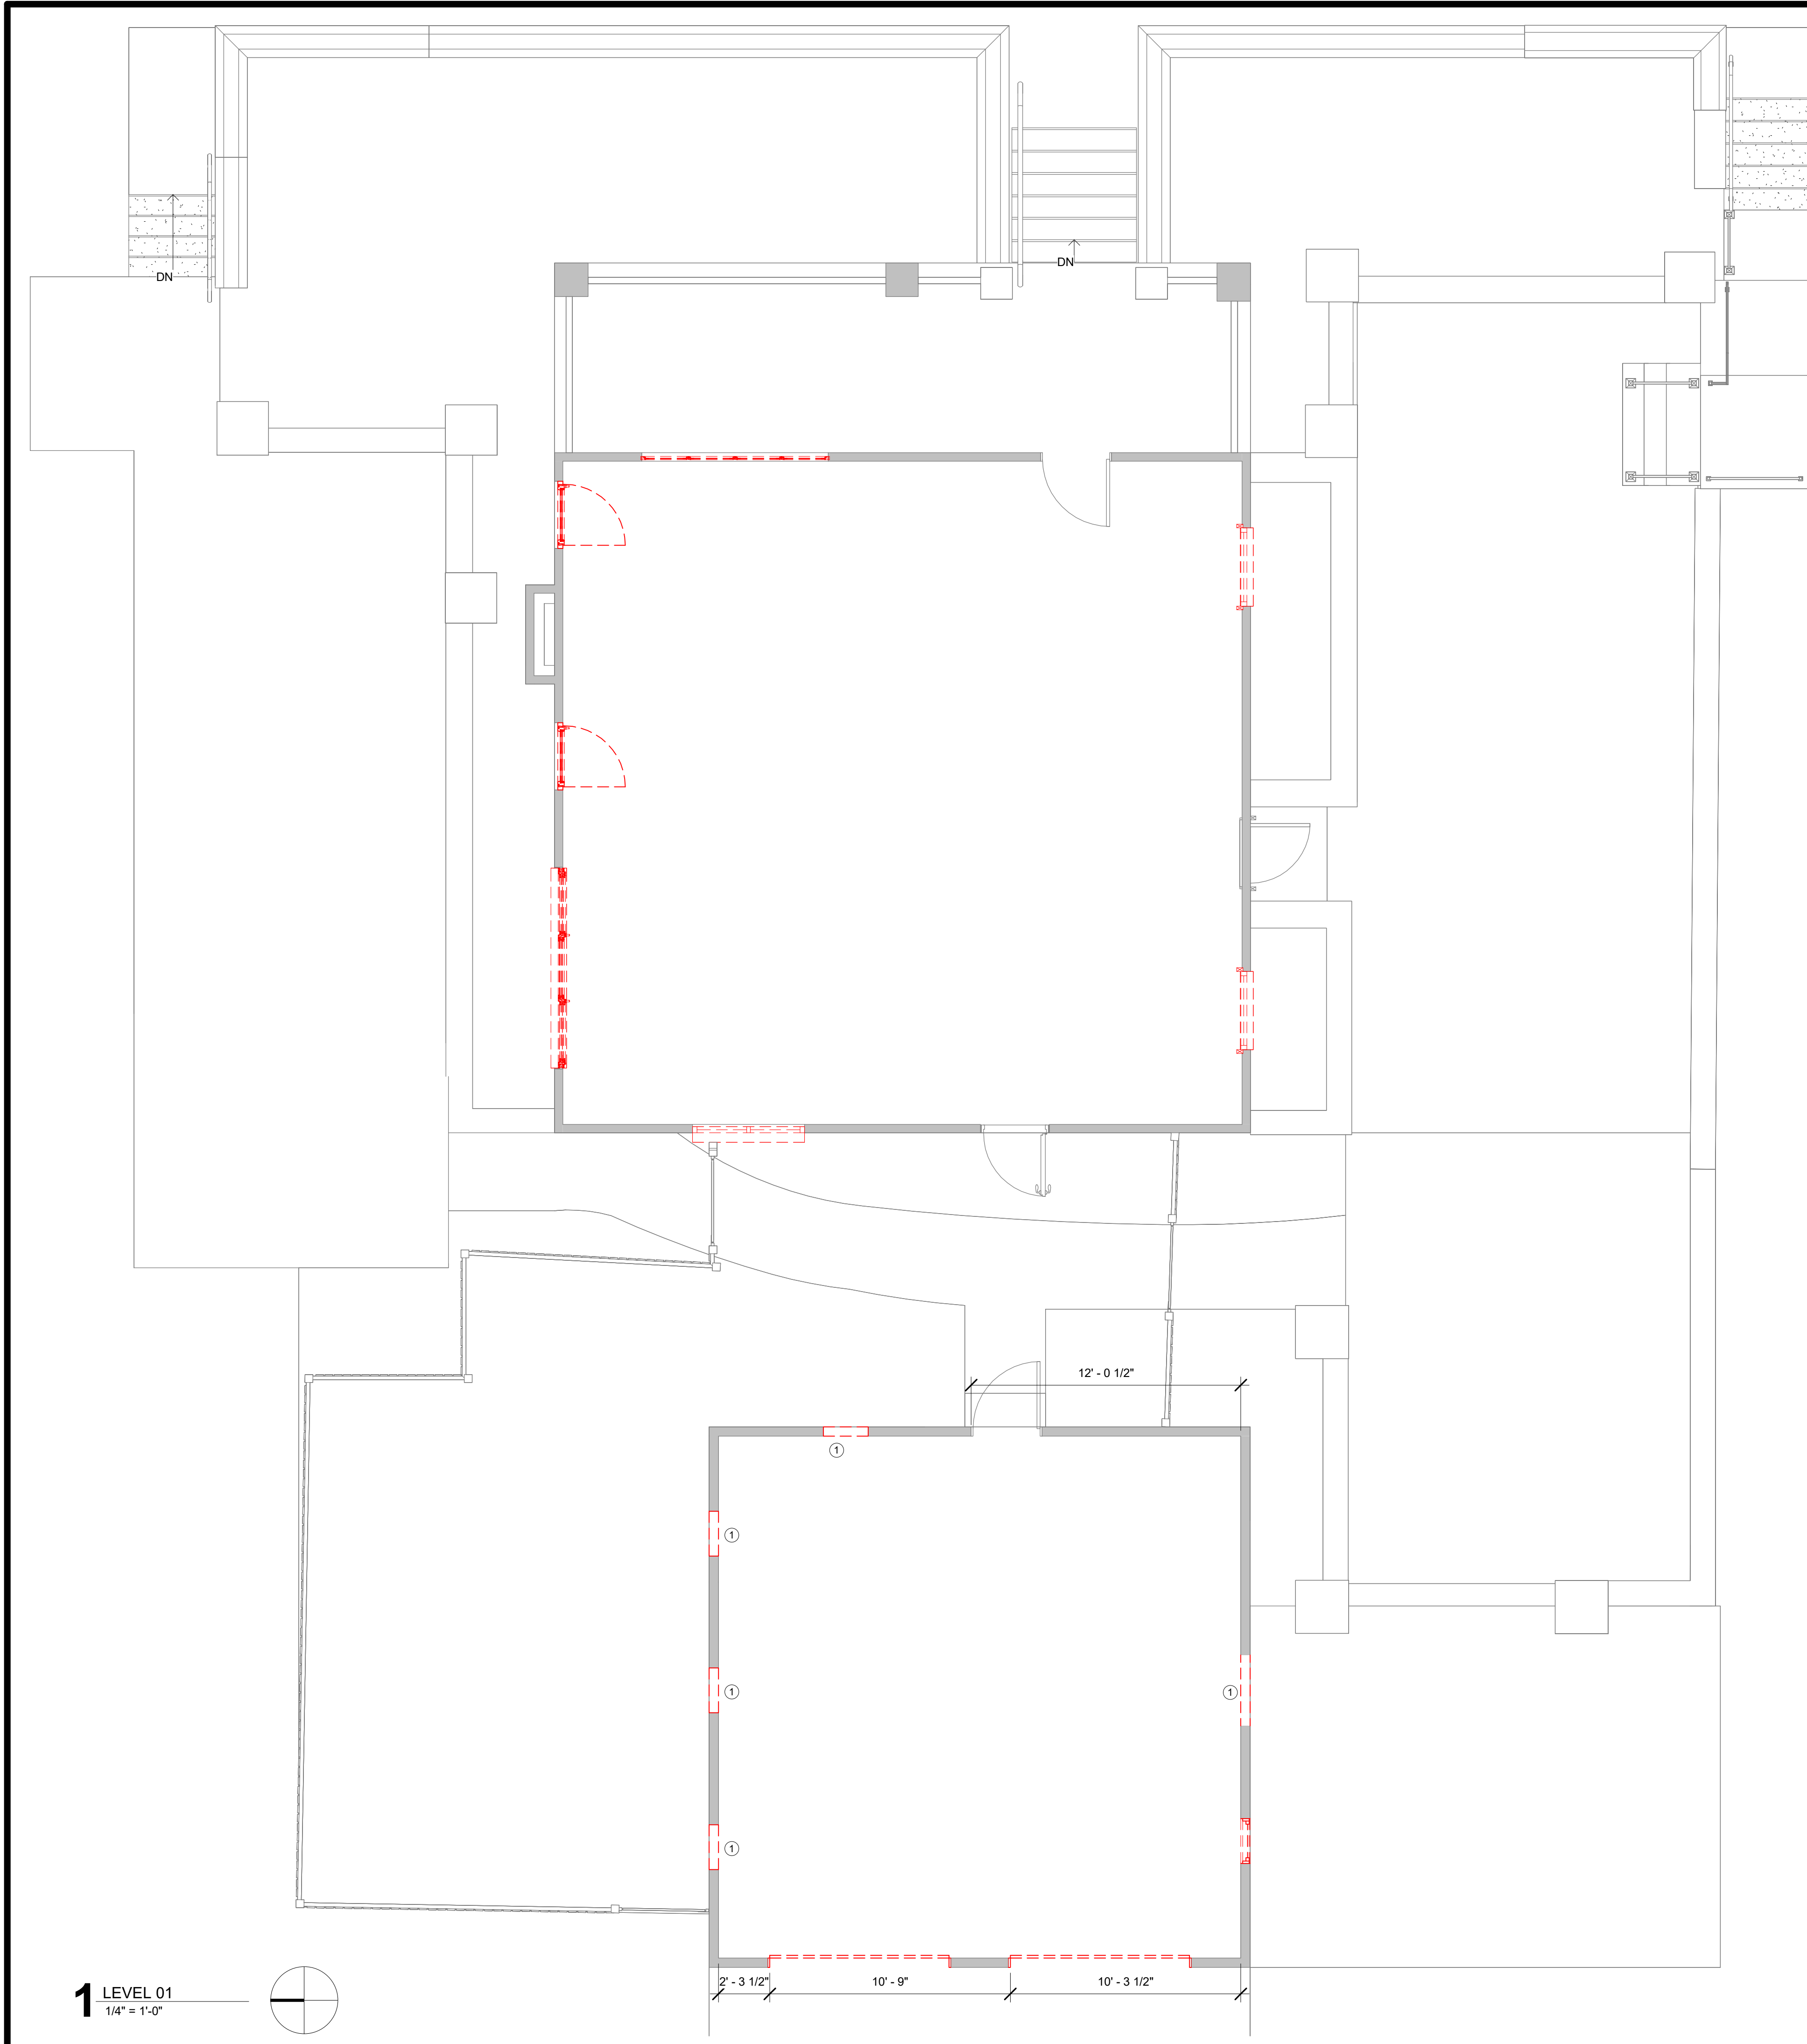 DN
DN
12' - 0 1/2"
1
1
1
1
1
2' - 3 1/2"
10' - 9"
10' - 3 1/2"
1 LEVEL 01
1/4" = 1'-0"